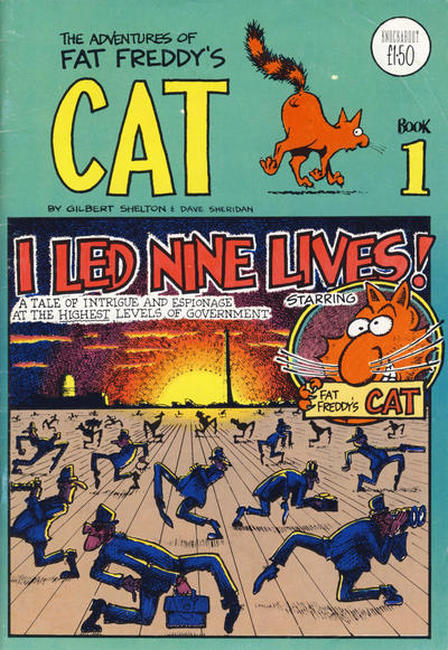 THE ADVENTURES OF
FAT FREDDY'S
CAT
KNOCKABOUT
£1·50
BOOK
1
BY GILBERT SHELTON & DAVE SHERIDAN
I LED NINE LIVES!
A TALE OF INTRIGUE AND ESPIONAGE
AT THE HIGHEST LEVELS OF GOVERNMENT
STARRING
FAT
FREDDY'S
CAT